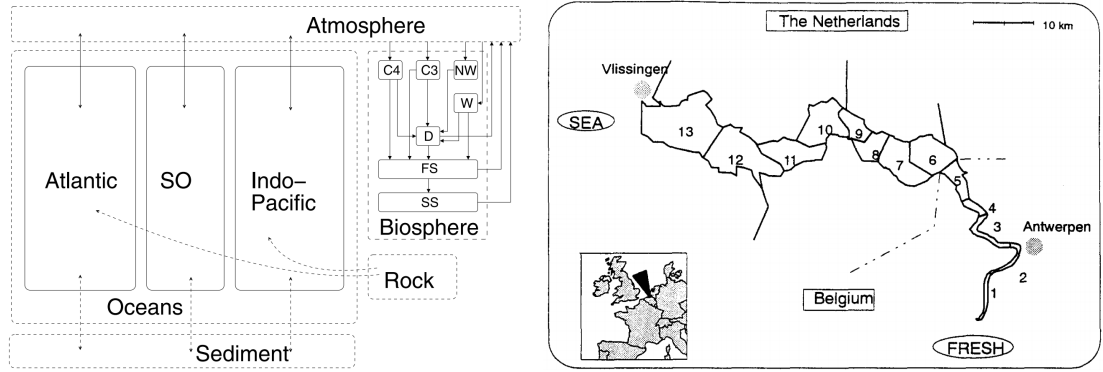 Atmosphere
C4 C3 NW
W
D
FS
SS
Biosphere
Atlantic
SO
Indo–
Pacific
Rock
Oceans
Sediment
The Netherlands
10 km
Vlissingen
SEA
13
12
11
10
9
8
7
6
5
4
3
Antwerpen
2
1
Belgium
FRESH